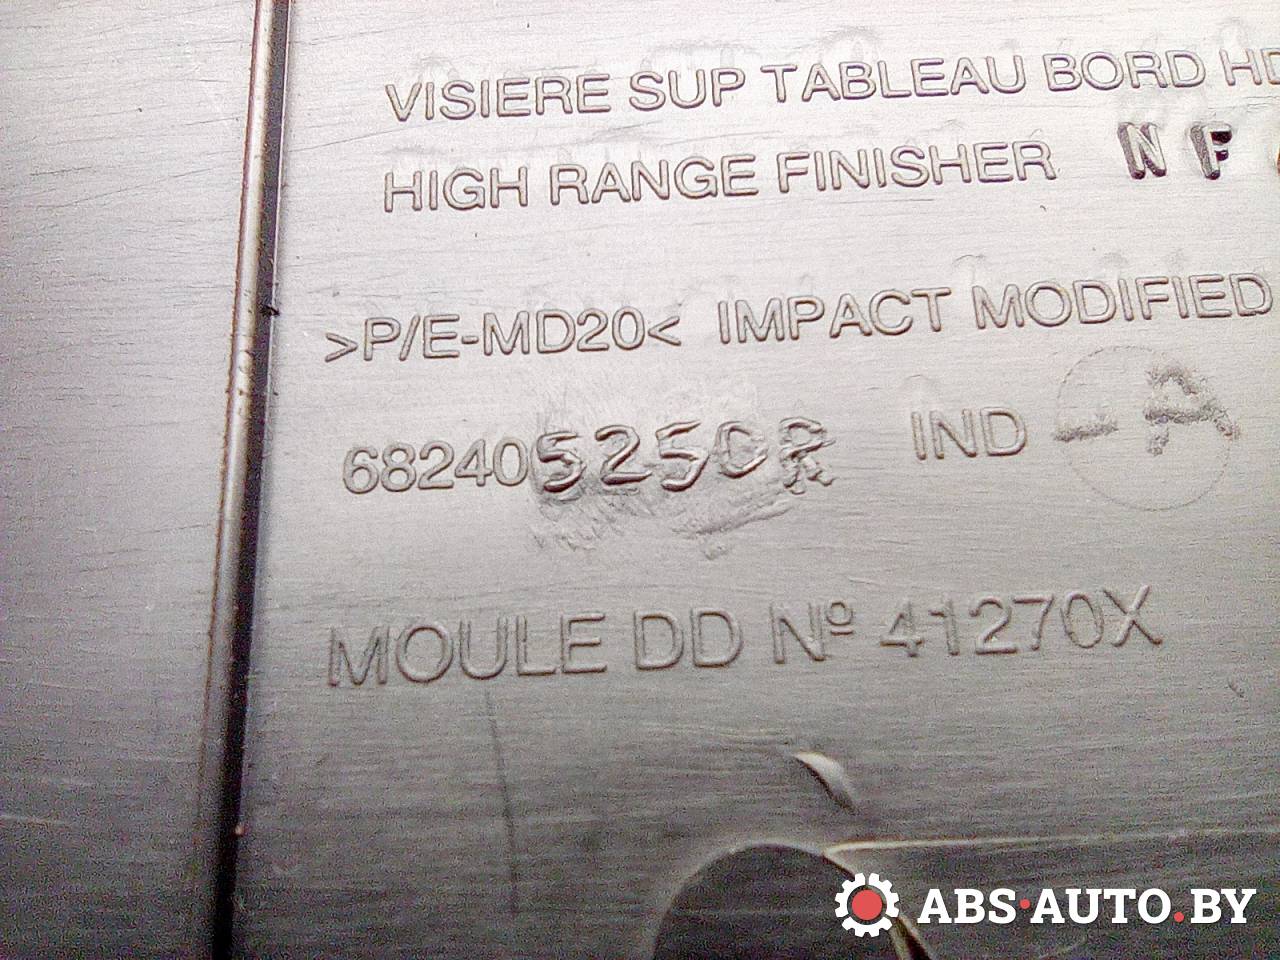 VISIERE SUP TABLEAU BORD HD
HIGH RANGE FINISHER NF
>P/E-MD20< IMPACT MODIFIED
682405250R IND -A
MOULE DD Nº 41270X
ABS·AUTO.BY